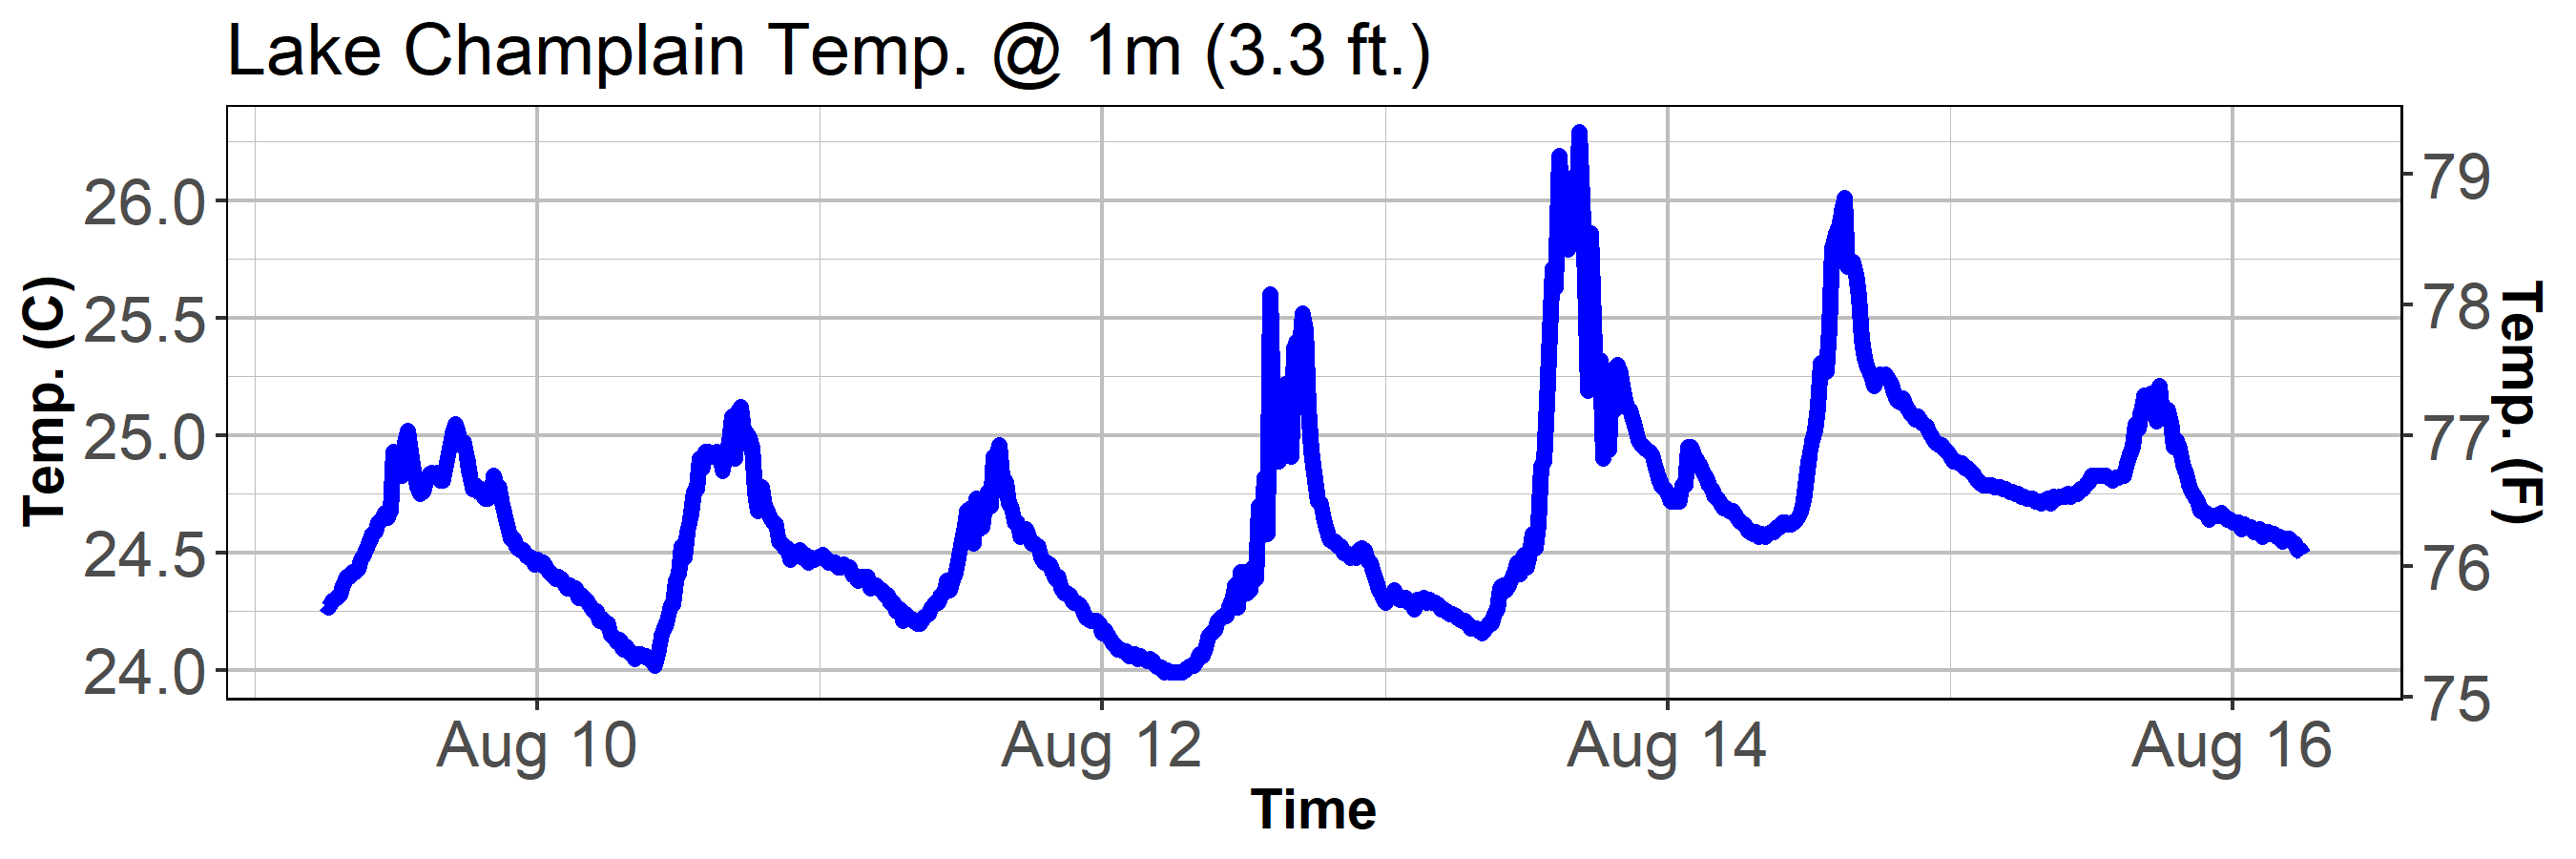 Lake Champlain Temp. @ 1m (3.3 ft.)
Temp. (C)
26.0
25.5
25.0
24.5
24.0
79
78
77
76
75
Temp. (F)
Aug 10
Aug 12
Aug 14
Aug 16
Time